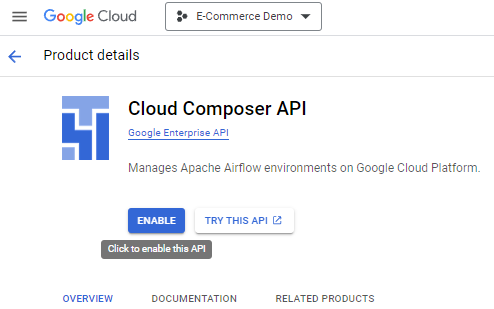 Google Cloud
E-Commerce Demo
Product details
Cloud Composer API
Google Enterprise API
Manages Apache Airflow environments on Google Cloud Platform.
ENABLE
TRY THIS API
Click to enable this API
OVERVIEW
DOCUMENTATION
RELATED PRODUCTS